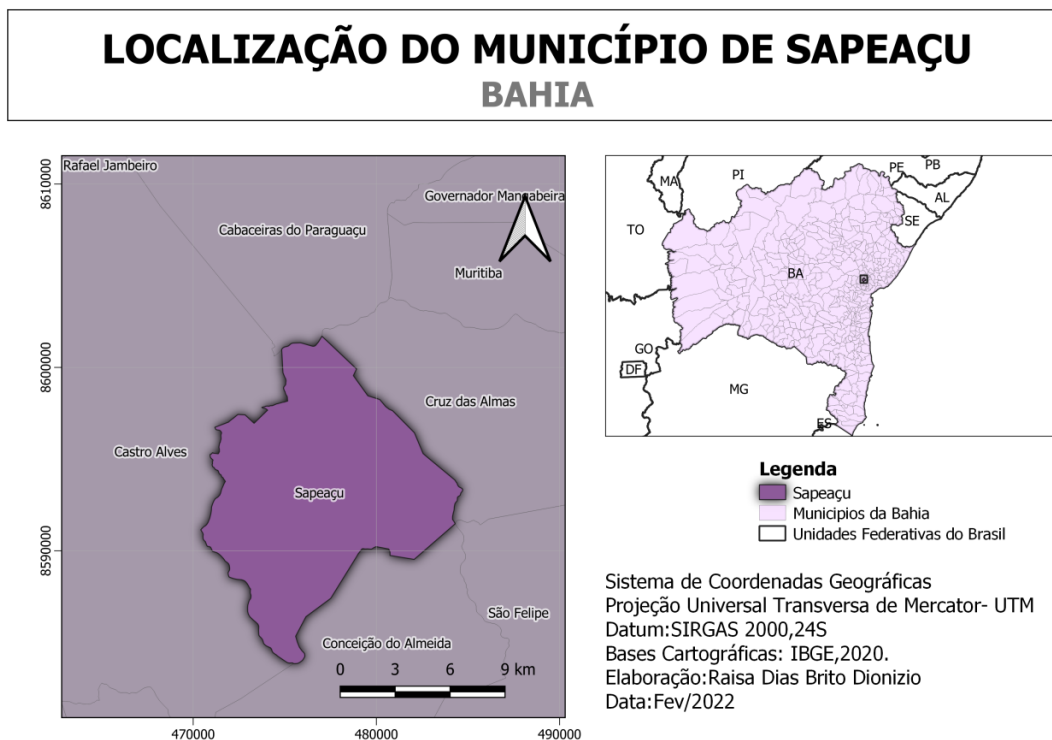 LOCALIZAÇÃO DO MUNICÍPIO DE SAPEAÇU
BAHIA
Rafael Jambeiro
Governador Mangabeira
Cabaceiras do Paraguaçu
Muritiba
Cruz das Almas
Castro Alves
Sapeaçu
São Felipe
Conceição do Almeida
0 3 6 9 km
8610000
8600000
8590000
470000 480000 490000
MA
PI
PE
PB
AL
SE
TO
BA
GO
DF
MG
ES
Legenda
Sapeaçu
Municipios da Bahia
Unidades Federativas do Brasil
Sistema de Coordenadas Geográficas
Projeção Universal Transversa de Mercator- UTM
Datum:SIRGAS 2000,24S
Bases Cartográficas: IBGE,2020.
Elaboração:Raisa Dias Brito Dionizio
Data:Fev/2022